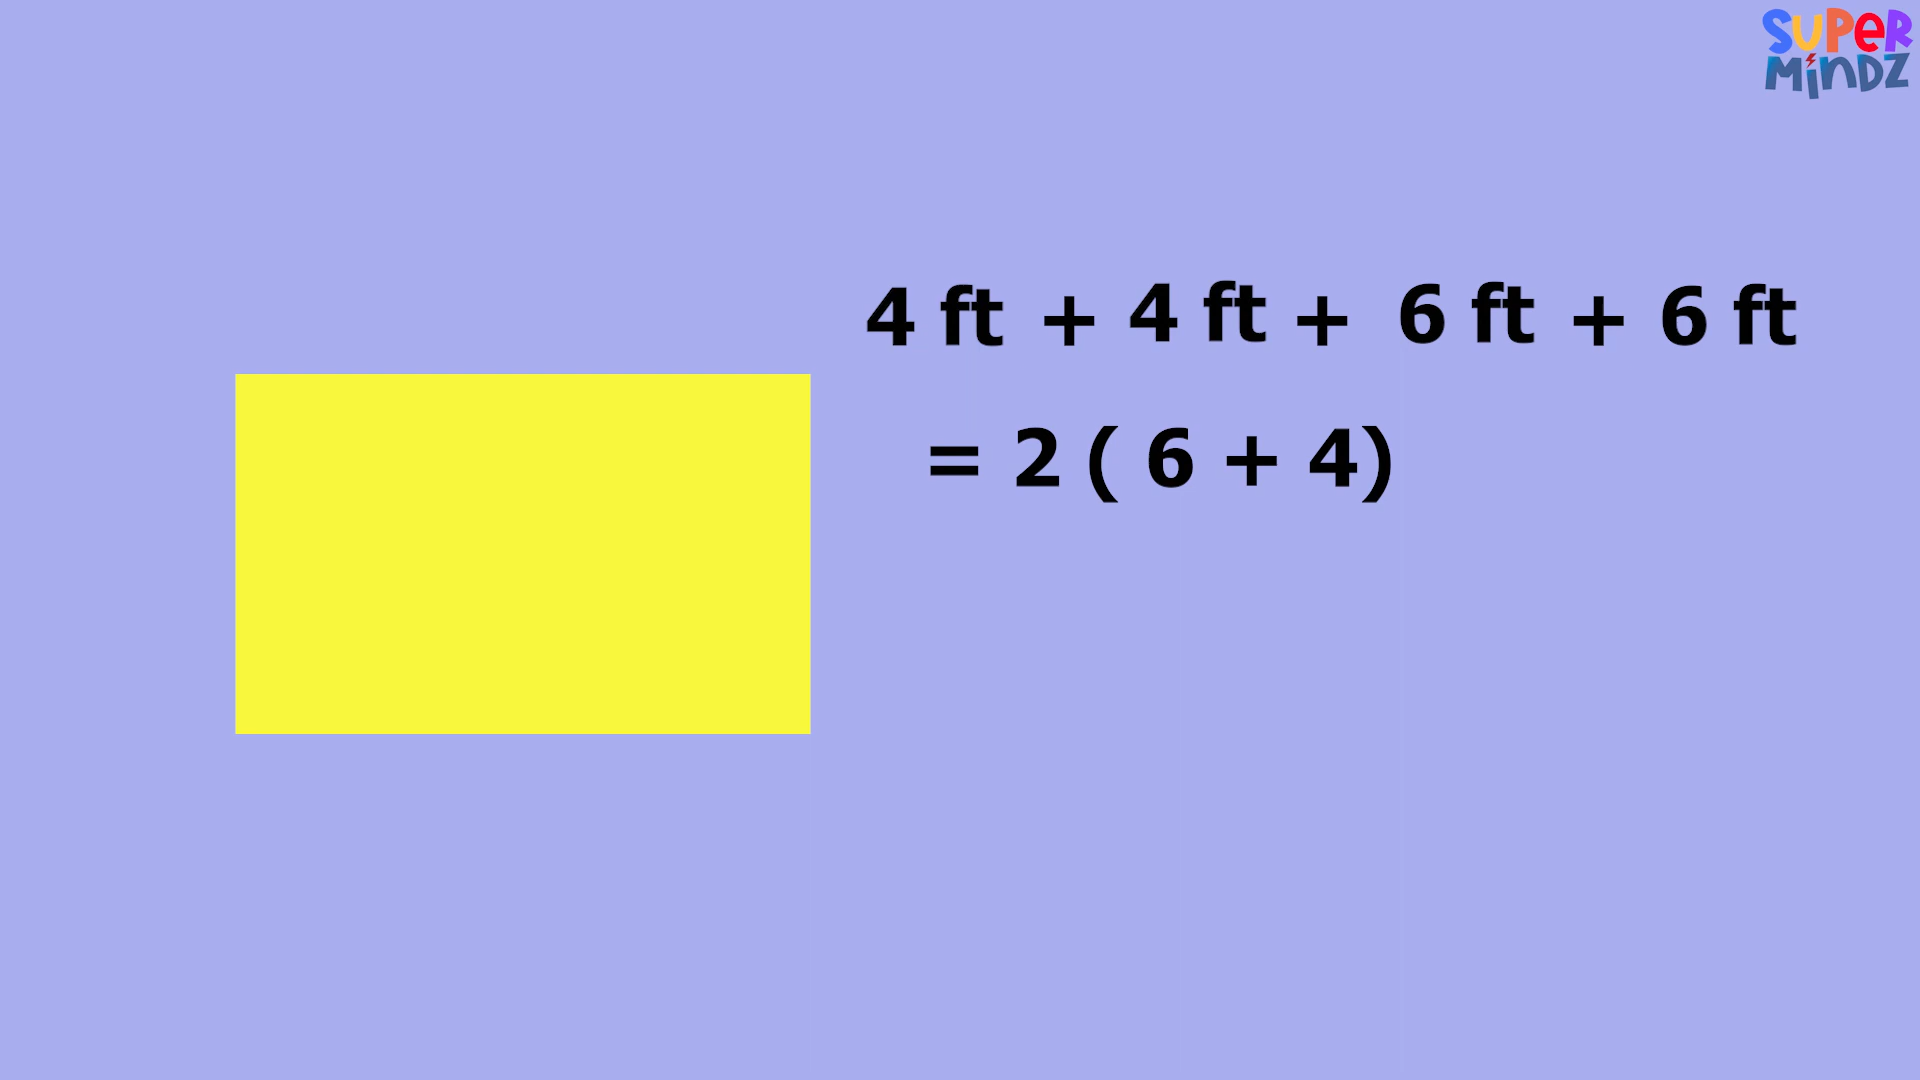 SUPER
MINDZ
4 ft + 4 ft + 6 ft + 6 ft
= 2 ( 6 + 4)